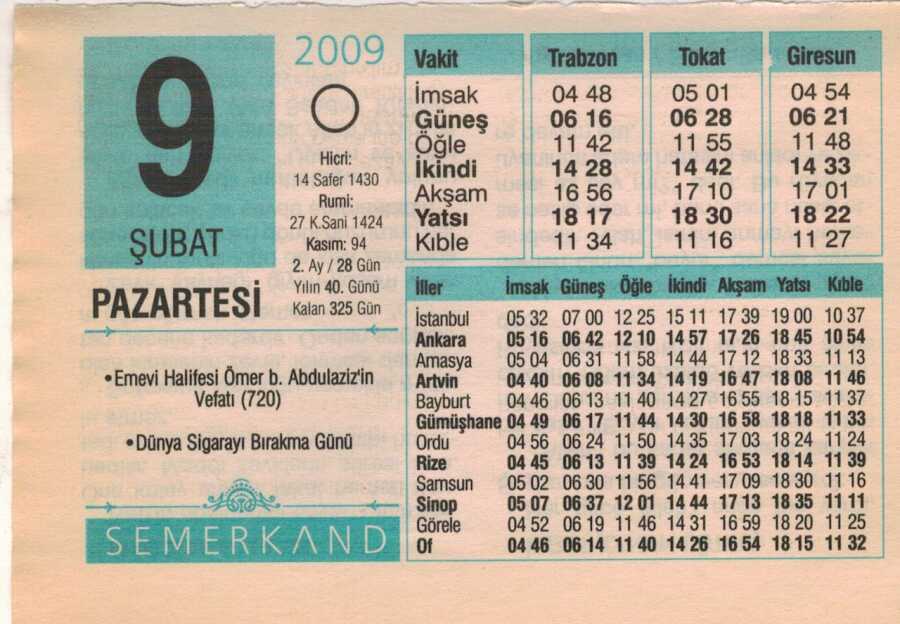 9
ŞUBAT
PAZARTESİ
2009
Hicri:
14 Safer 1430
Rumi:
27 K.Sani 1424
Kasım: 94
2. Ay / 28 Gün
Yılın 40. Günü
Kalan 325 Gün
•Emevi Halifesi Ömer b. Abdulaziz'in
Vefatı (720)
•Dünya Sigarayı Bırakma Günü
SEMERKAND
Vakit Trabzon Tokat Giresun
İmsak 04 48 05 01 04 54
Güneş 06 16 06 28 06 21
Öğle 11 42 11 55 11 48
İkindi 14 28 14 42 14 33
Akşam 16 56 17 10 17 01
Yatsı 18 17 18 30 18 22
Kıble 11 34 11 16 11 27
İller İmsak Güneş Öğle İkindi Akşam Yatsı Kıble
İstanbul 05 32 07 00 12 25 15 11 17 39 19 00 10 37
Ankara 05 16 06 42 12 10 14 57 17 26 18 45 10 54
Amasya 05 04 06 31 11 58 14 44 17 12 18 33 11 13
Artvin 04 40 06 08 11 34 14 19 16 47 18 08 11 46
Bayburt 04 46 06 13 11 40 14 27 16 55 18 15 11 37
Gümüşhane 04 49 06 17 11 44 14 30 16 58 18 18 11 33
Ordu 04 56 06 24 11 50 14 35 17 03 18 24 11 24
Rize 04 45 06 13 11 39 14 24 16 53 18 14 11 39
Samsun 05 02 06 30 11 56 14 41 17 09 18 30 11 16
Sinop 05 07 06 37 12 01 14 44 17 13 18 35 11 11
Görele 04 52 06 19 11 46 14 31 16 59 18 20 11 25
Of 04 46 06 14 11 40 14 26 16 54 18 15 11 32